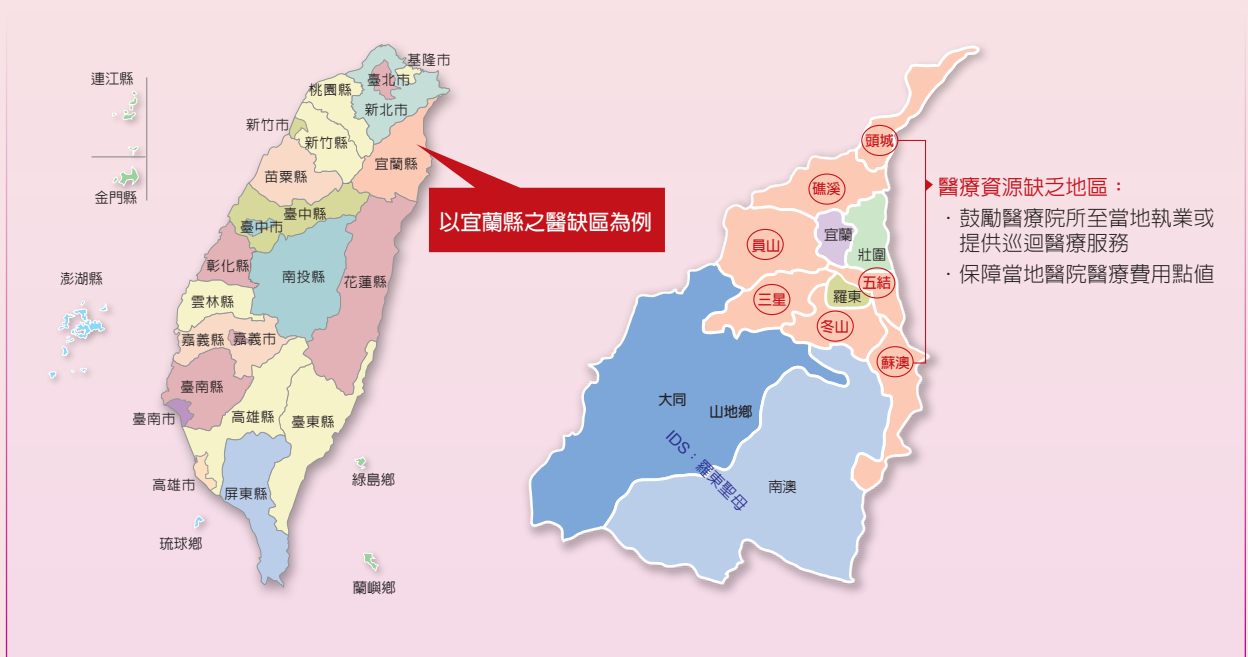 連江縣
金門縣
基隆市
臺北市
桃園縣
新北市
新竹市
新竹縣
宜蘭縣
苗栗縣
臺中縣
臺中市
彰化縣
南投縣
花蓮縣
澎湖縣
雲林縣
嘉義縣
嘉義市
臺南縣
臺南市
高雄縣
臺東縣
高雄市
屏東縣
綠島鄉
琉球鄉
蘭嶼鄉
以宜蘭縣之醫缺區為例
頭城
礁溪
宜蘭
員山
壯圍
五結
三星
羅東
冬山
蘇澳
大同
山地鄉
IDS：羅東聖母
南澳
醫療資源缺乏地區：
· 鼓勵醫療院所至當地執業或
提供巡迴醫療服務
· 保障當地醫院醫療費用點值